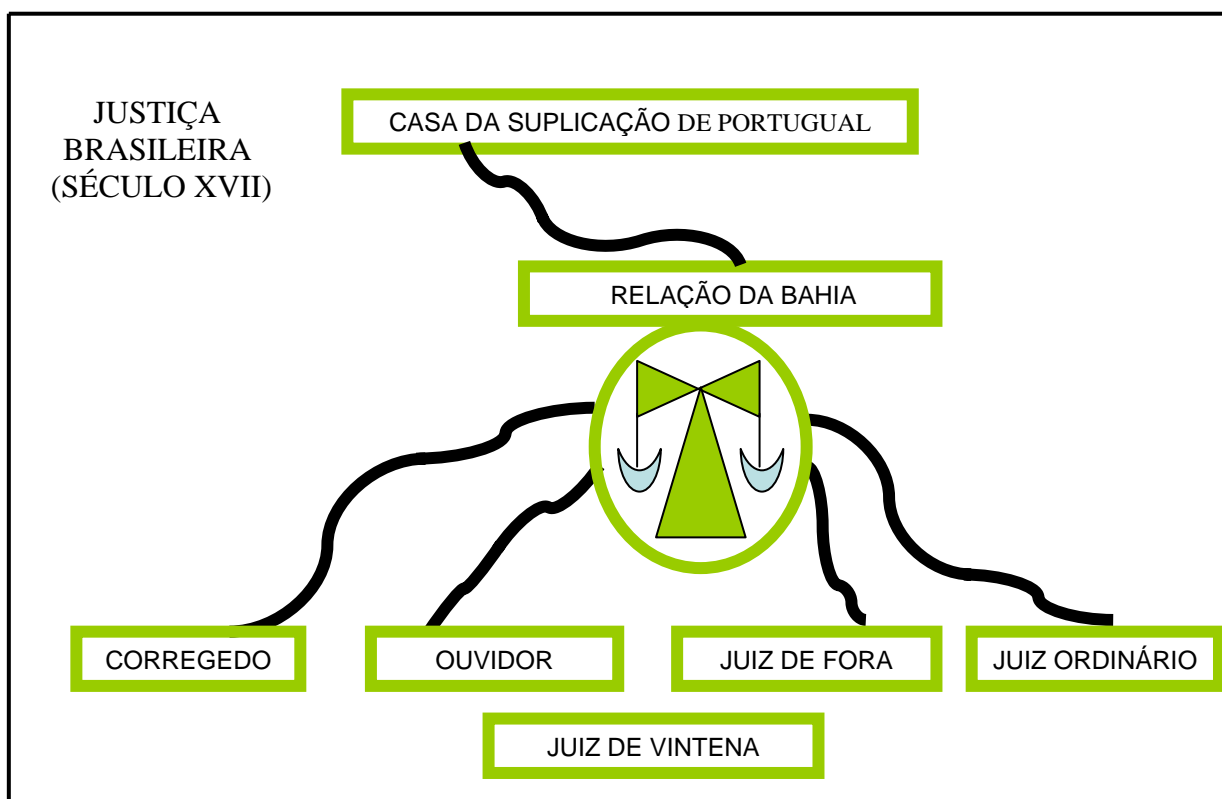 JUSTIÇA
BRASILEIRA
(SÉCULO XVII)
CASA DA SUPLICAÇÃO DE PORTUGUAL
RELAÇÃO DA BAHIA
CORREGEDO
OUVIDOR
JUIZ DE FORA
JUIZ ORDINÁRIO
JUIZ DE VINTENA